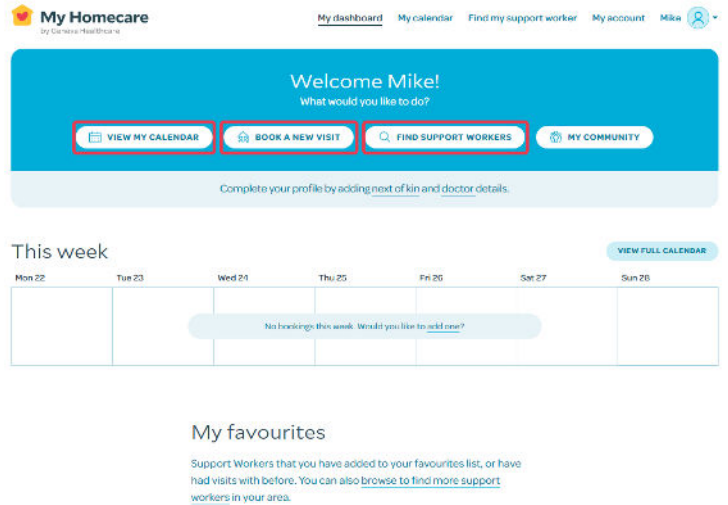 My Homecare
by Geneva Healthcare
My dashboard My calendar Find my support worker My account Mike
Welcome Mike!
What would you like to do?
VIEW MY CALENDAR BOOK A NEW VISIT FIND SUPPORT WORKERS MY COMMUNITY
Complete your profile by adding next of kin and doctor details.
This week VIEW FULL CALENDAR
Mon 22 Tue 23 Wed 24 Thu 25 Fri 26 Sat 27 Sun 28
No bookings this week. Would you like to add one?
My favourites
Support Workers that you have added to your favourites list, or have
had visits with before. You can also browse to find more support
workers in your area.